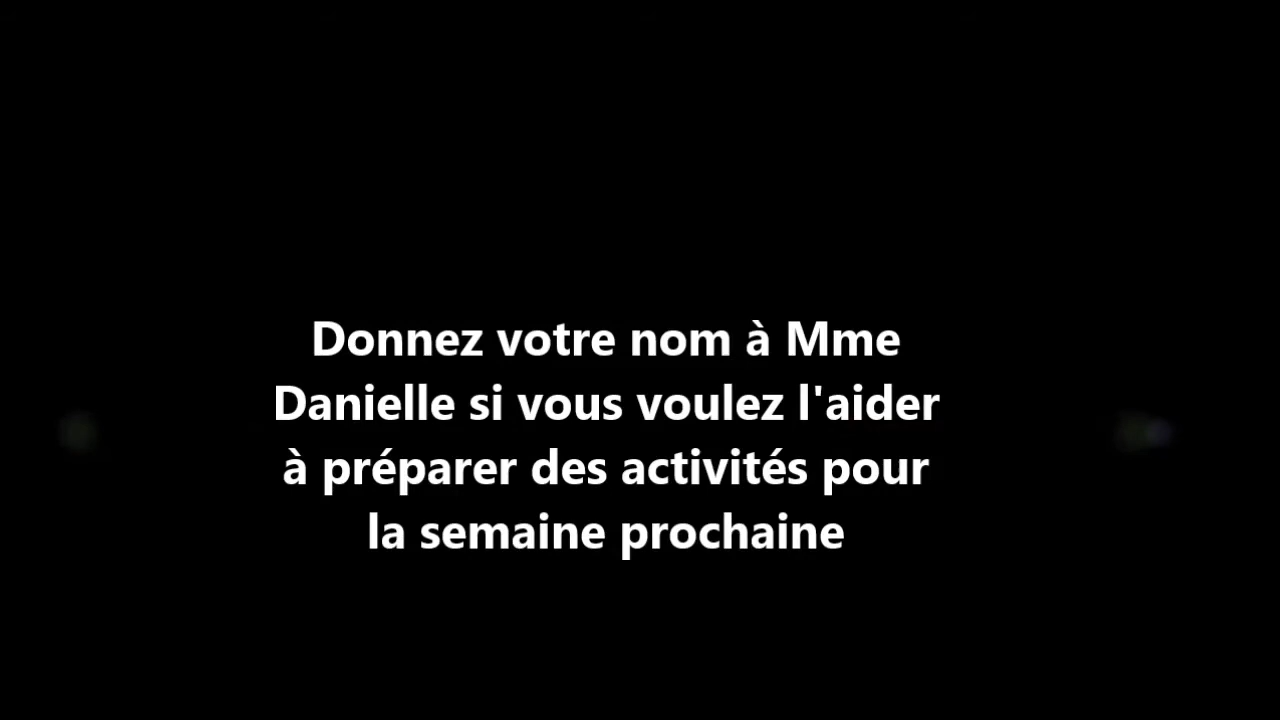 Donnez votre nom à Mme
Danielle si vous voulez l'aider
à préparer des activités pour
la semaine prochaine